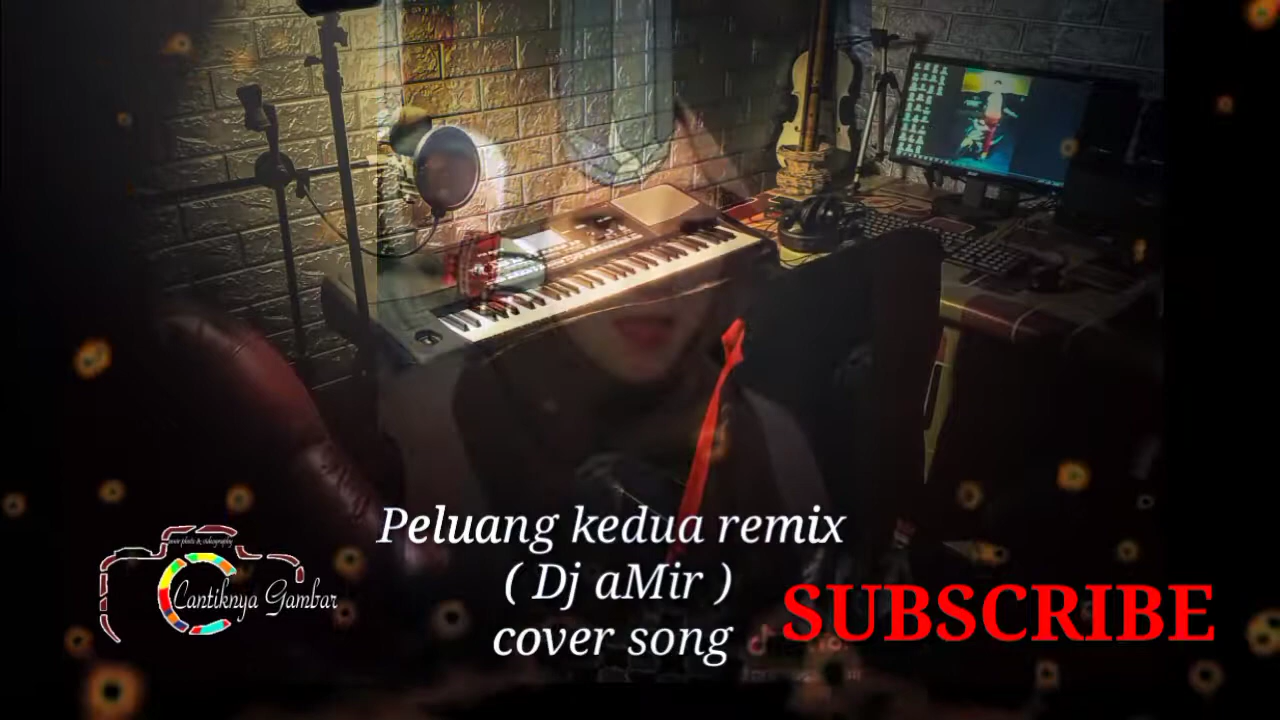 Peluang kedua remix
( Dj aMir )
cover song
SUBSCRIBE
Cantiknya Gambar